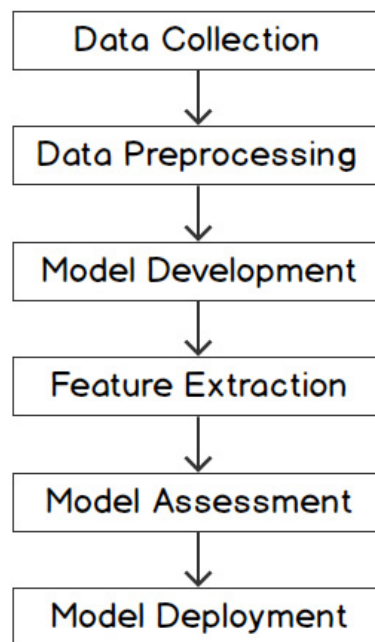 Data Collection
Data Preprocessing
Model Development
Feature Extraction
Model Assessment
Model Deployment